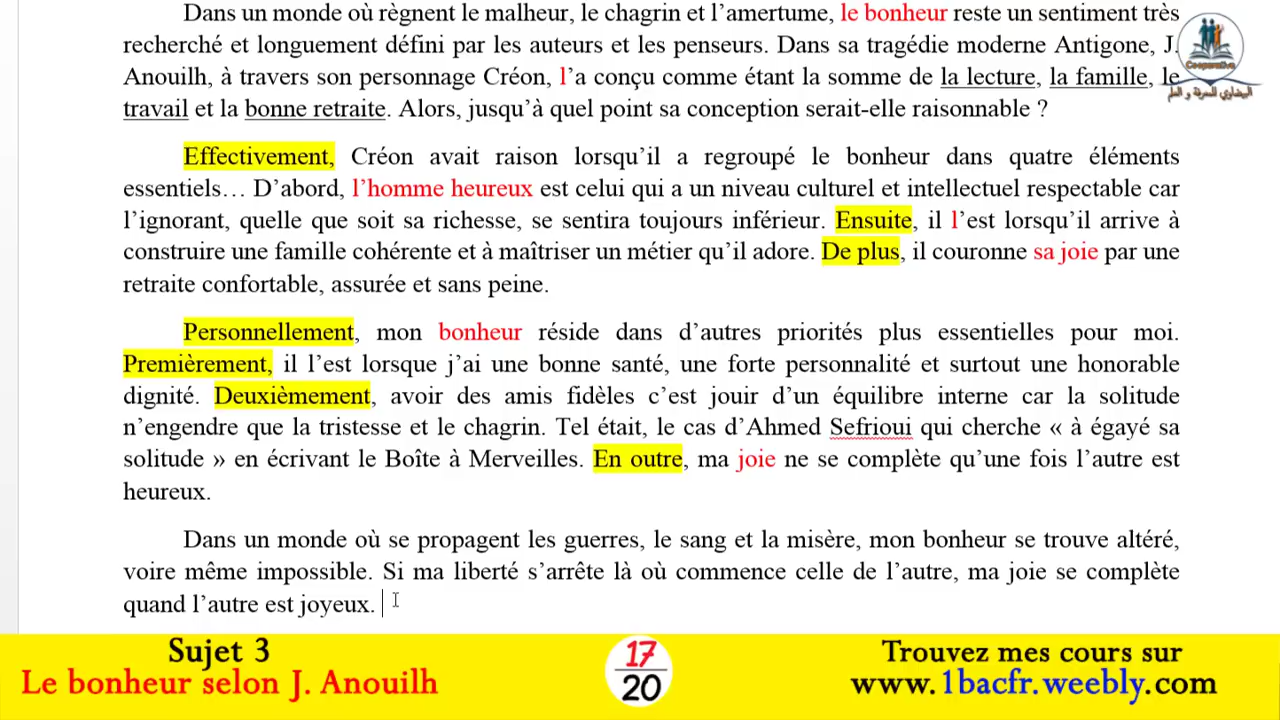 Dans un monde où règnent le malheur, le chagrin et l’amertume, le bonheur reste un sentiment très
recherché et longuement défini par les auteurs et les penseurs. Dans sa tragédie moderne Antigone, J.
Anouilh, à travers son personnage Créon, l’a conçu comme étant la somme de la lecture, la famille, le
travail et la bonne retraite. Alors, jusqu’à quel point sa conception serait-elle raisonnable ?
Cooperative
البيضاوي للمعرفة و العلم
Effectivement, Créon avait raison lorsqu’il a regroupé le bonheur dans quatre éléments
essentiels… D’abord, l’homme heureux est celui qui a un niveau culturel et intellectuel respectable car
l’ignorant, quelle que soit sa richesse, se sentira toujours inférieur. Ensuite, il l’est lorsqu’il arrive à
construire une famille cohérente et à maîtriser un métier qu’il adore. De plus, il couronne sa joie par une
retraite confortable, assurée et sans peine.
Personnellement, mon bonheur réside dans d’autres priorités plus essentielles pour moi.
Premièrement, il l’est lorsque j’ai une bonne santé, une forte personnalité et surtout une honorable
dignité. Deuxièmement, avoir des amis fidèles c’est jouir d’un équilibre interne car la solitude
n’engendre que la tristesse et le chagrin. Tel était, le cas d’Ahmed Sefrioui qui cherche « à égayé sa
solitude » en écrivant le Boîte à Merveilles. En outre, ma joie ne se complète qu’une fois l’autre est
heureux.
Dans un monde où se propagent les guerres, le sang et la misère, mon bonheur se trouve altéré,
voire même impossible. Si ma liberté s’arrête là où commence celle de l’autre, ma joie se complète
quand l’autre est joyeux.
Sujet 3
Le bonheur selon J. Anouilh
17
20
Trouvez mes cours sur
www.1bacfr.weebly.com